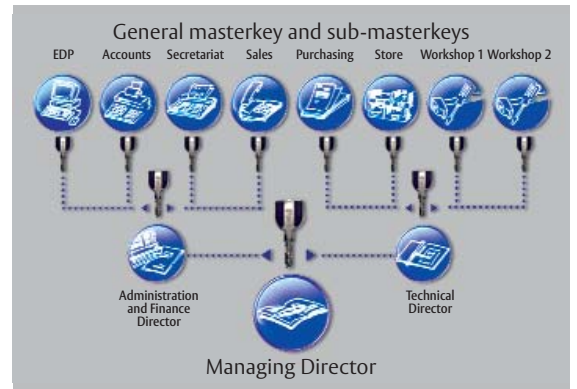 General masterkey and sub-masterkeys
EDP Accounts Secretariat Sales Purchasing Store Workshop 1 Workshop 2
Administration
and Finance
Director
Technical
Director
Managing Director